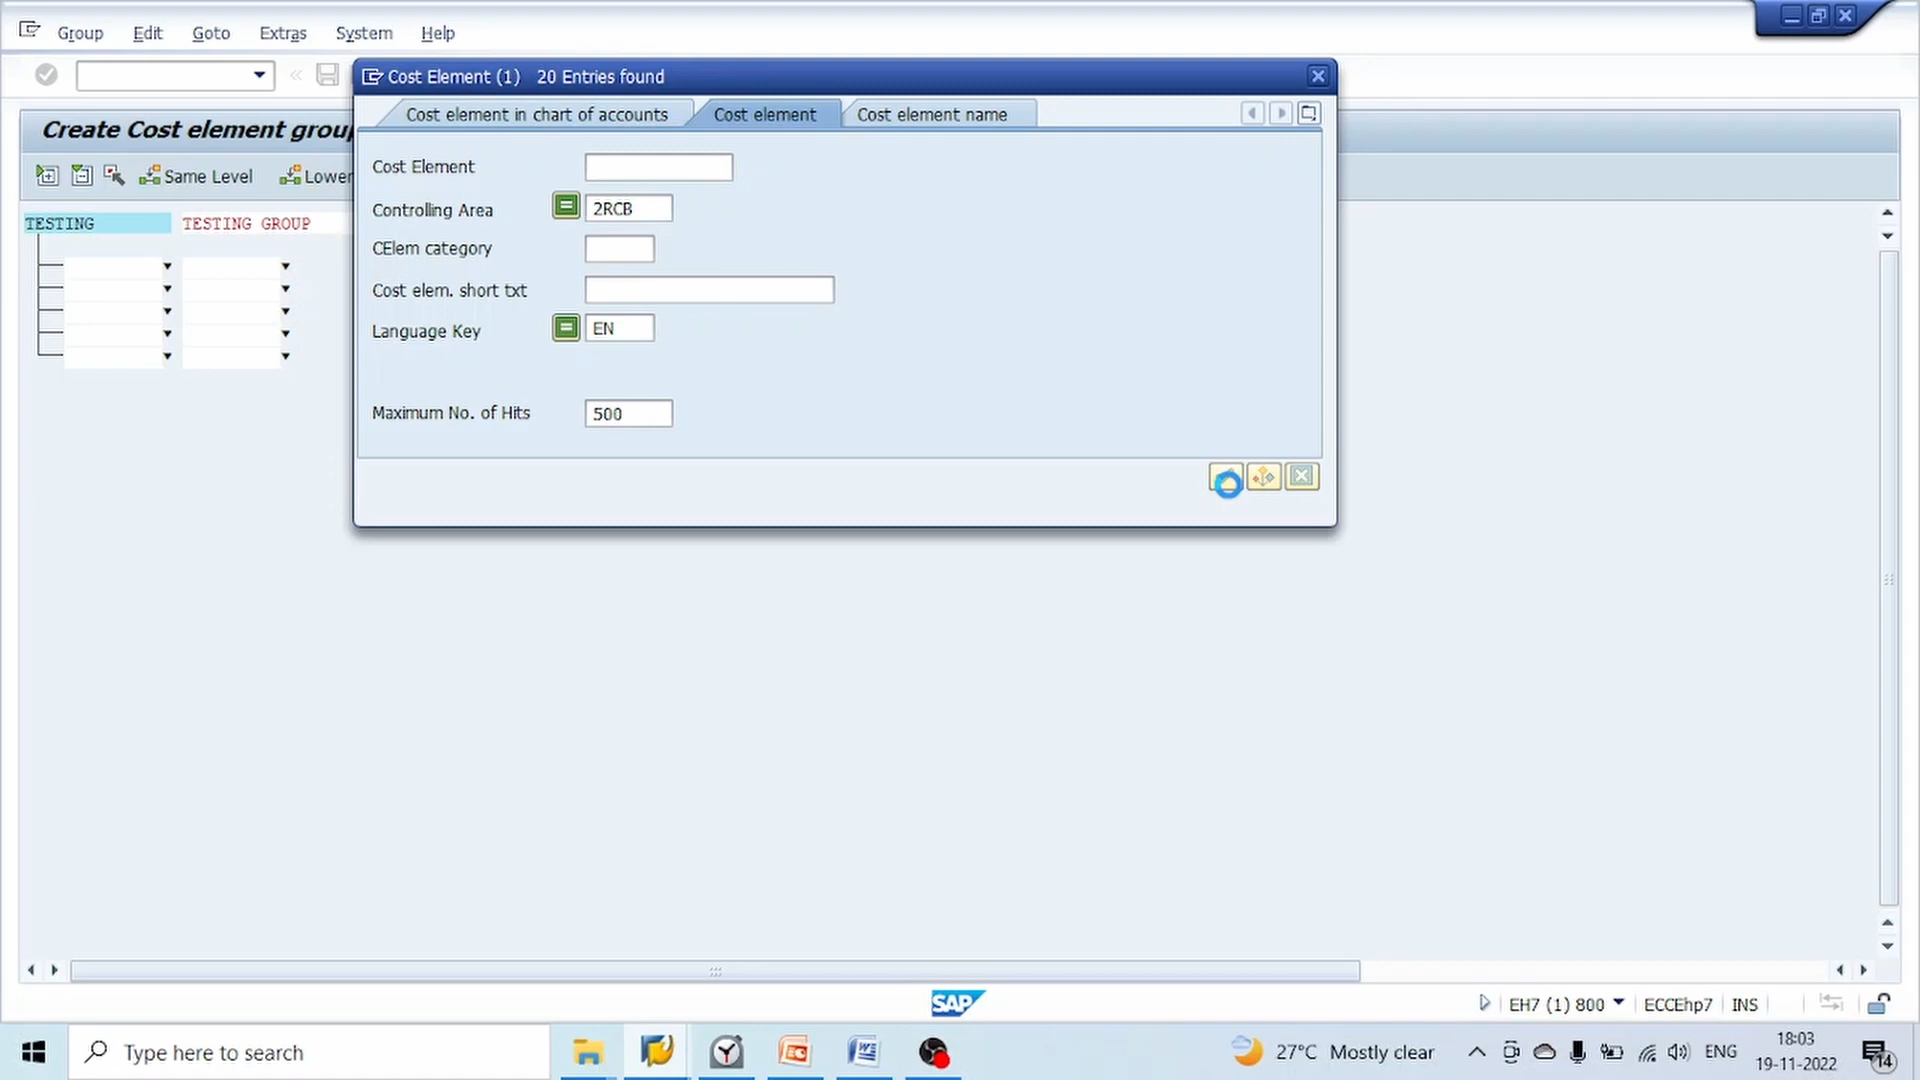 Group Edit Goto Extras System Help
Cost Element (1) 20 Entries found
Cost element in chart of accounts Cost element Cost element name
Create Cost element group
Same Level Lower
Cost Element
Controlling Area 2RCB
CElem category
Cost elem. short txt
Language Key EN
Maximum No. of Hits 500
TESTING TESTING GROUP
SAP
EH7 (1) 800 ECCEhp7 INS
Type here to search
27°C Mostly clear
ENG
18:03
19-11-2022
14